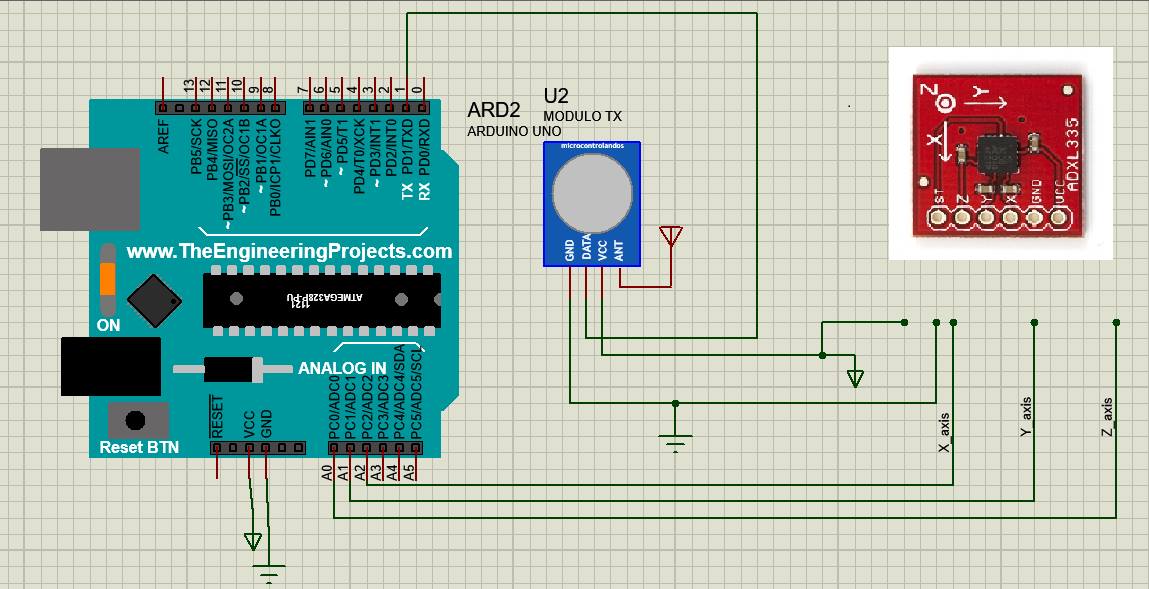 ARD2
ARDUINO UNO
U2
MODULO TX
microcontrolandos
GND
DATA
VCC
ANT
AREF
13
12
11
10
9
8
7
6
5
4
3
2
1
0
PB5/SCK
PB4/MISO
~PB3/MOSI/OC2A
~PB2/SS/OC1B
~PB1/OC1A
PB0/ICP1/CLKO
PD7/AIN1
~PD6/AIN0
~PD5/T1
PD4/T0/XCK
~PD3/INT1
PD2/INT0
PD1/TXD
PD0/RXD
TX
RX
www.TheEngineeringProjects.com
ATMEGA328P-PU
1121
ON
ANALOG IN
Reset BTN
RESET
VCC
GND
PC0/ADC0
PC1/ADC1
PC2/ADC2
PC3/ADC3
PC4/ADC4/SDA
PC5/ADC5/SCL
A0
A1
A2
A3
A4
A5
X_axis
Y_axis
Z_axis
Z
Y
X
ADXL335
ST
Z
Y
X
GND
VCC